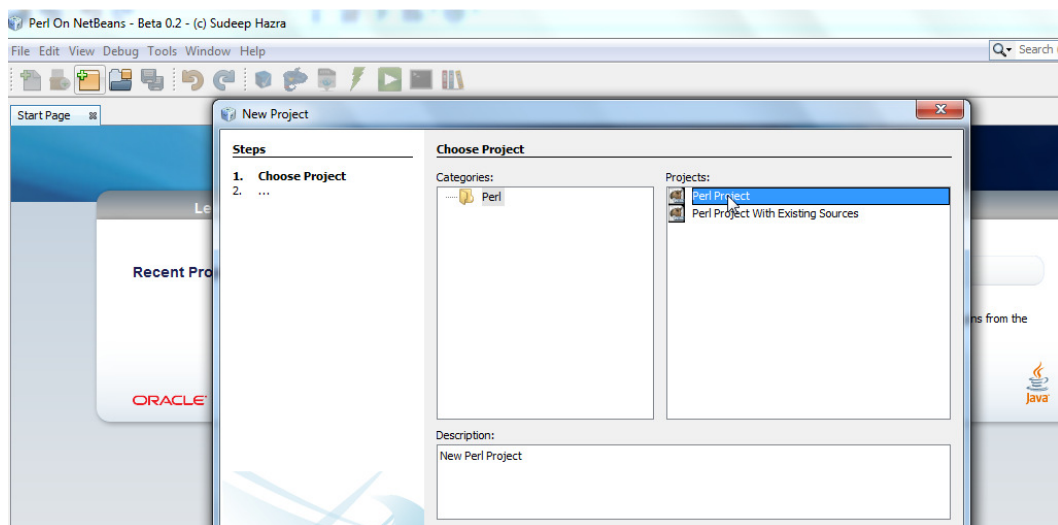 Perl On NetBeans - Beta 0.2 - (c) Sudeep Hazra
File Edit View Debug Tools Window Help
Search
Start Page
New Project
Steps
1. Choose Project
2. ...
Choose Project
Categories:
Perl
Projects:
Perl Project
Perl Project With Existing Sources
Le
Recent Pro
ns from the
ORACLE
Java
Description:
New Perl Project